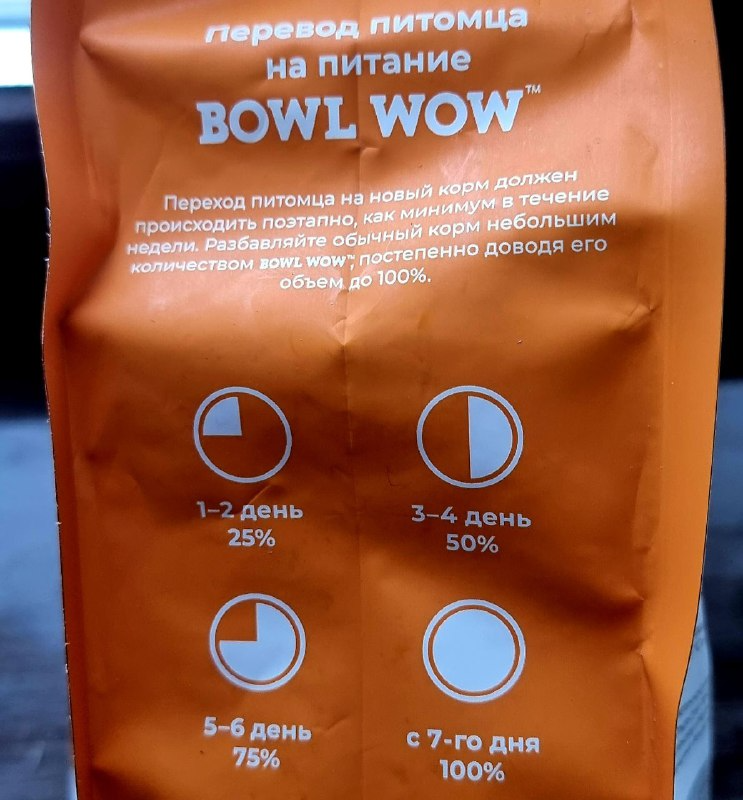 Перевод питомца
на питание
BOWL WOW™
Переход питомца на новый корм должен
происходить поэтапно, как минимум в течение
недели. Разбавляйте обычный корм небольшим
количеством BOWL WOW™, постепенно доводя его
объем до 100%.
1–2 день
25%
3–4 день
50%
5–6 день
75%
с 7-го дня
100%